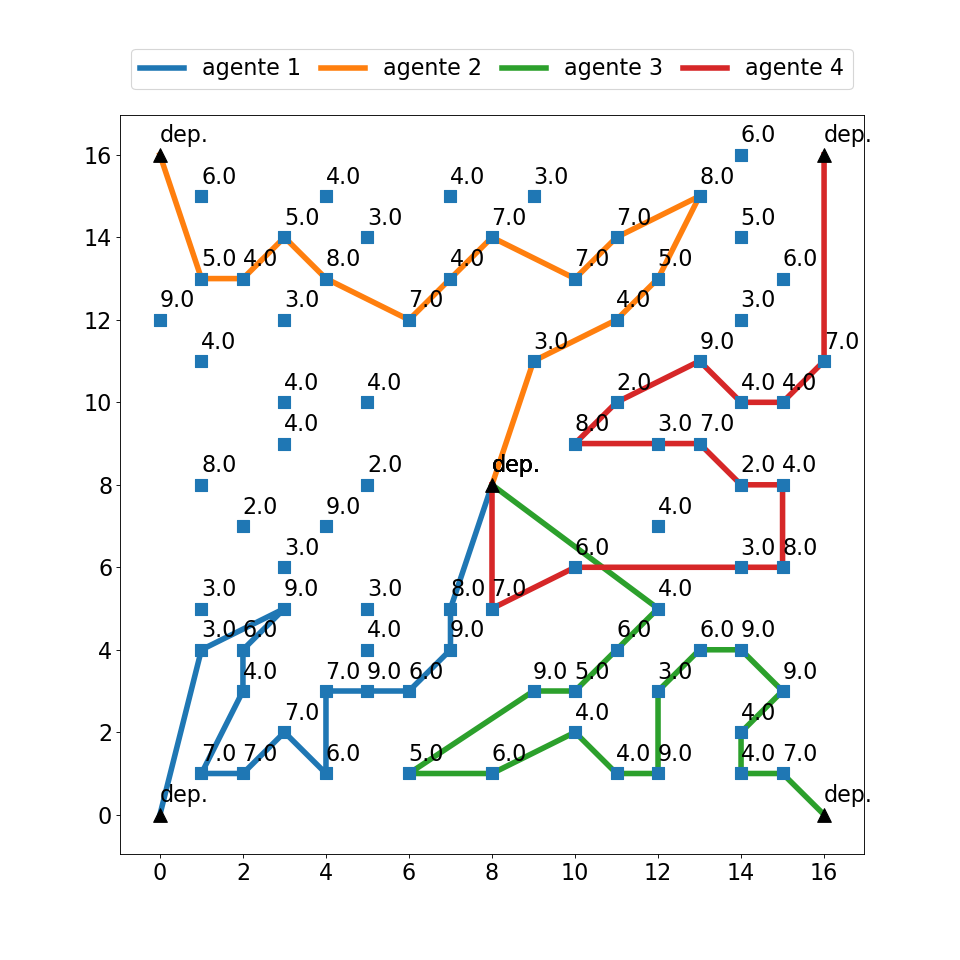 agente 1 agente 2 agente 3 agente 4
dep. 6.0 dep.
16
6.0 4.0 4.0 3.0 8.0
5.0 3.0 7.0 7.0 5.0
14
5.0 4.0 8.0 4.0 7.0 5.0 6.0
9.0 3.0 7.0 4.0 3.0
12
4.0 3.0 9.0 7.0
4.0 4.0 2.0 4.0 4.0
10
4.0 8.0 3.0 7.0
8.0 2.0 dep. 2.0 4.0
8
2.0 9.0 4.0
3.0 6.0 3.0 8.0
6
3.0 9.0 3.0 8.0 7.0 4.0
3.0 6.0 4.0 9.0 6.0 6.0 9.0
4
4.0 7.0 9.0 6.0 9.0 5.0 3.0 9.0
7.0 4.0 4.0
2
7.0 7.0 6.0 5.0 6.0 4.0 9.0 4.0 7.0
dep. dep.
0
0 2 4 6 8 10 12 14 16